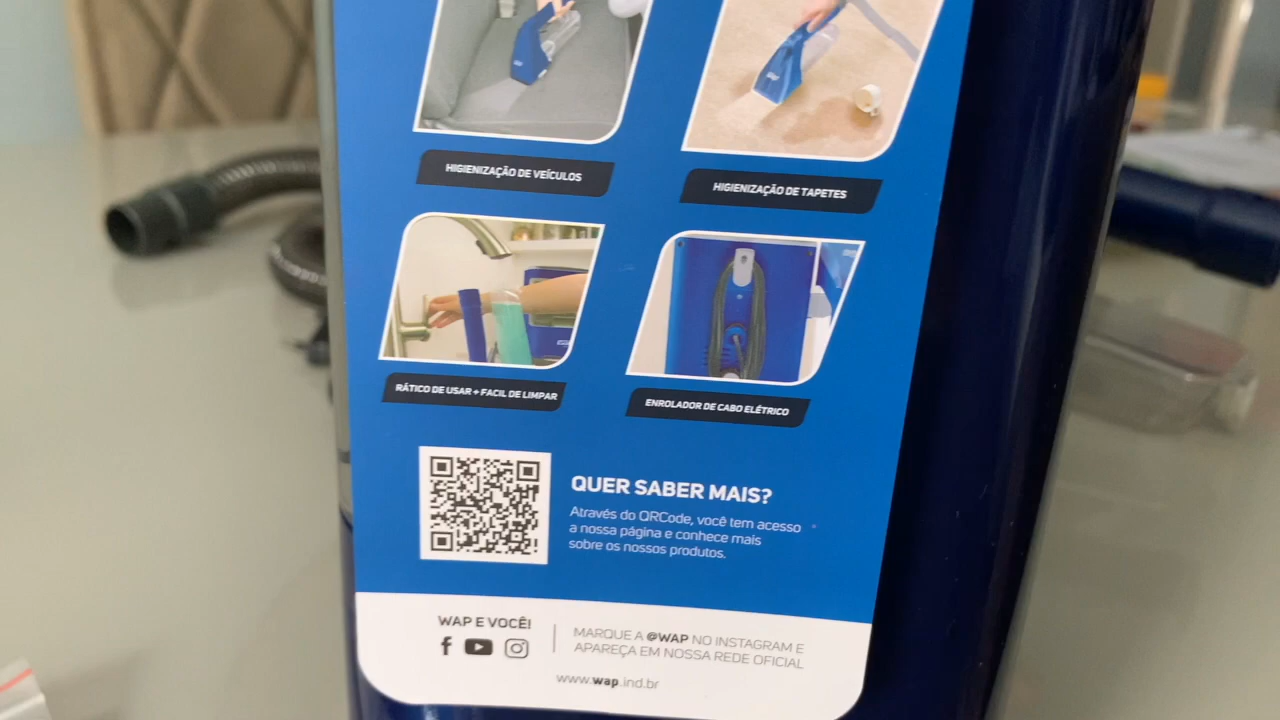 HIGIENIZAÇÃO DE VEÍCULOS
HIGIENIZAÇÃO DE TAPETES
RÁTICO DE USAR + FACIL DE LIMPAR
ENROLADOR DE CABO ELÉTRICO
QUER SABER MAIS?
Através do QRCode, você tem acesso
a nossa página e conhece mais
sobre os nossos produtos.
WAP E VOCÊ!
MARQUE A @WAP NO INSTAGRAM E
APAREÇA EM NOSSA REDE OFICIAL
www.wap.ind.br